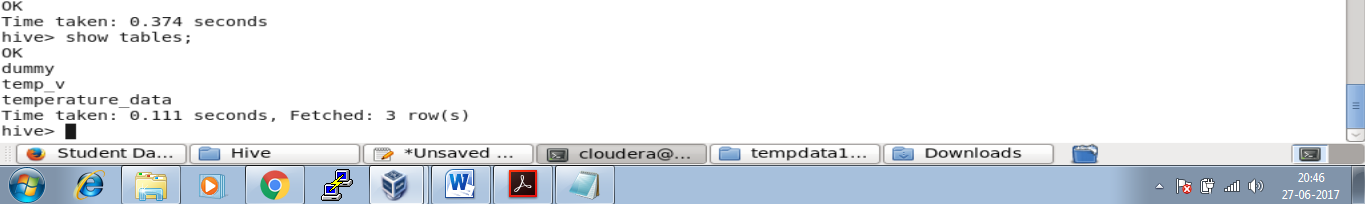 OK
Time taken: 0.374 seconds
hive> show tables;
OK
dummy
temp_v
temperature_data
Time taken: 0.111 seconds, Fetched: 3 row(s)
hive>
Student Da... Hive *Unsaved ... cloudera@... tempdata1... Downloads
20:46
27-06-2017